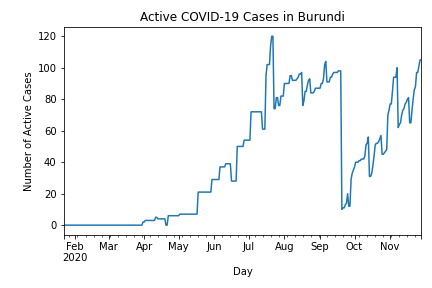 Active COVID-19 Cases in Burundi
120
100
80
60
40
20
0
Number of Active Cases
Feb Mar Apr May Jun Jul Aug Sep Oct Nov
2020
Day